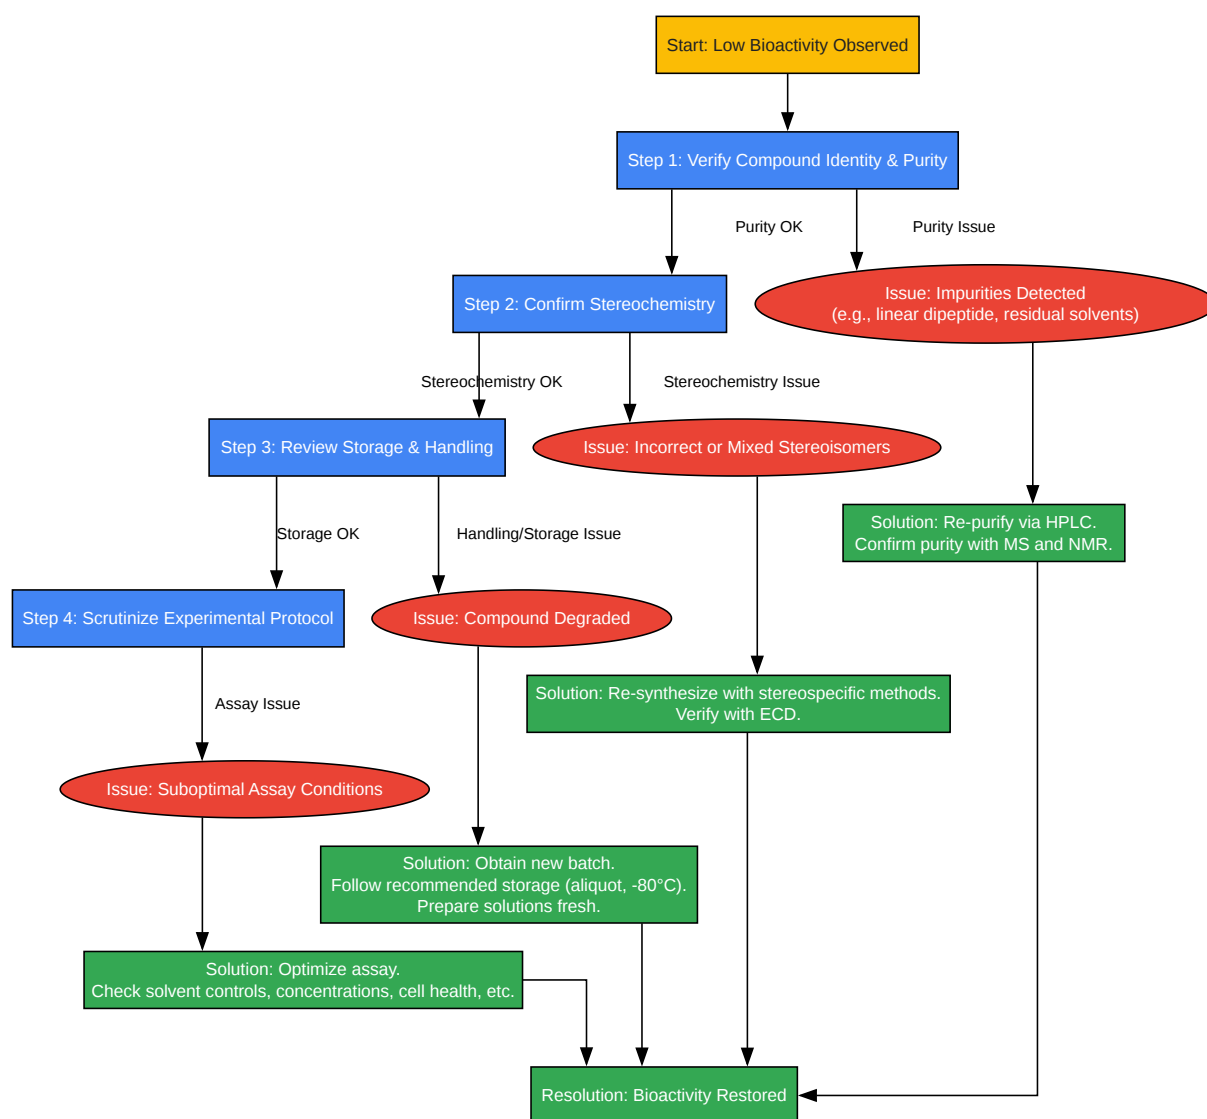 Start: Low Bioactivity Observed
Step 1: Verify Compound Identity & Purity
Purity OK
Purity Issue
Step 2: Confirm Stereochemistry
Issue: Impurities Detected
(e.g., linear dipeptide, residual solvents)
Stereochemistry OK
Stereochemistry Issue
Step 3: Review Storage & Handling
Issue: Incorrect or Mixed Stereoisomers
Solution: Re-purify via HPLC.
Confirm purity with MS and NMR.
Storage OK
Handling/Storage Issue
Step 4: Scrutinize Experimental Protocol
Issue: Compound Degraded
Solution: Re-synthesize with stereospecific methods.
Verify with ECD.
Assay Issue
Issue: Suboptimal Assay Conditions
Solution: Obtain new batch.
Follow recommended storage (aliquot, -80°C).
Prepare solutions fresh.
Solution: Optimize assay.
Check solvent controls, concentrations, cell health, etc.
Resolution: Bioactivity Restored